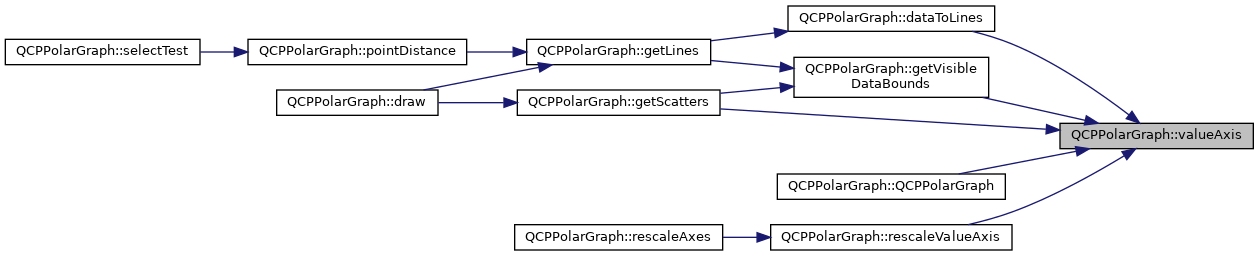 QCPPolarGraph::dataToLines
QCPPolarGraph::selectTest
QCPPolarGraph::pointDistance
QCPPolarGraph::getLines
QCPPolarGraph::getVisible
DataBounds
QCPPolarGraph::draw
QCPPolarGraph::getScatters
QCPPolarGraph::valueAxis
QCPPolarGraph::QCPPolarGraph
QCPPolarGraph::rescaleAxes
QCPPolarGraph::rescaleValueAxis